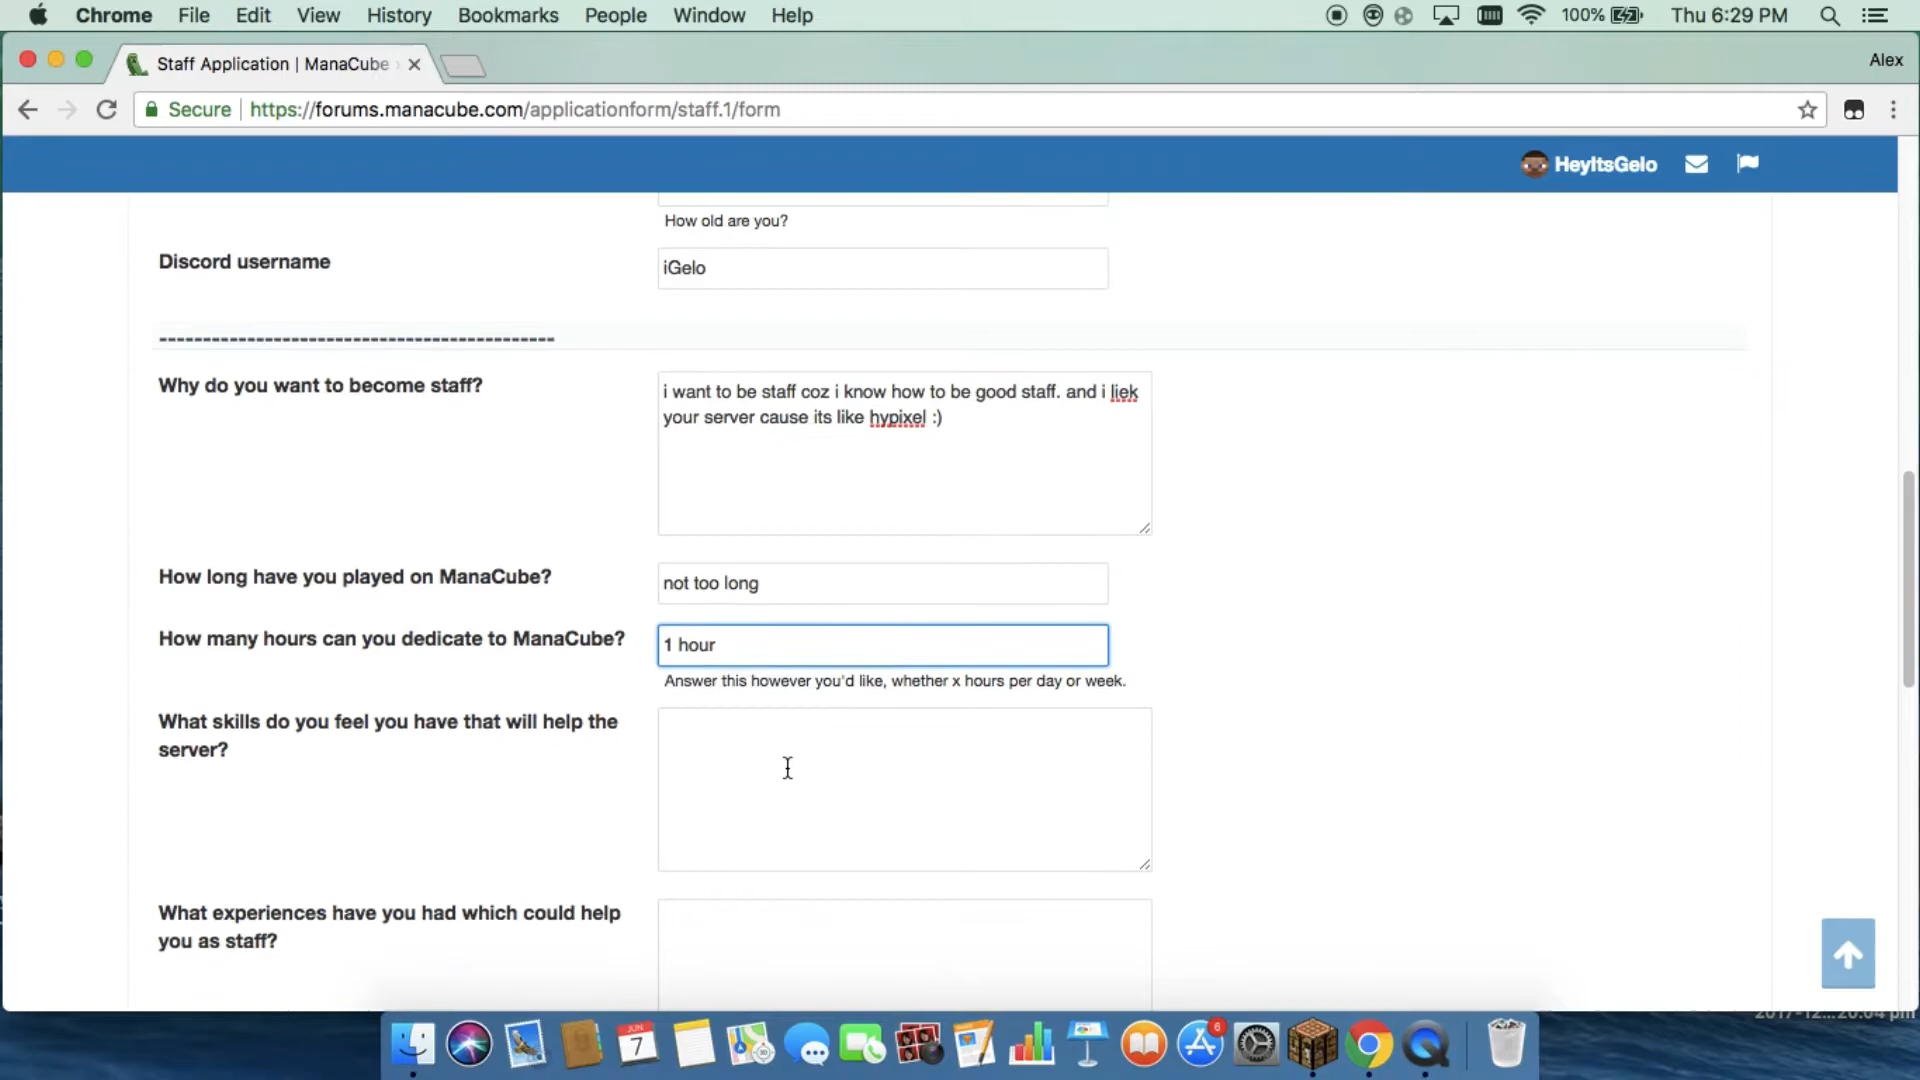 Chrome File Edit View History Bookmarks People Window Help 100% Thu 6:29 PM
Staff Application | ManaCube Alex
Secure https://forums.manacube.com/applicationform/staff.1/form
HeyItsGelo
How old are you?
Discord username iGelo
---------------------------------------------
Why do you want to become staff? i want to be staff coz i know how to be good staff. and i liek
your server cause its like hypixel :)
How long have you played on ManaCube? not too long
How many hours can you dedicate to ManaCube? 1 hour
Answer this however you'd like, whether x hours per day or week.
What skills do you feel you have that will help the
server?
What experiences have you had which could help
you as staff?
JUN
7
6